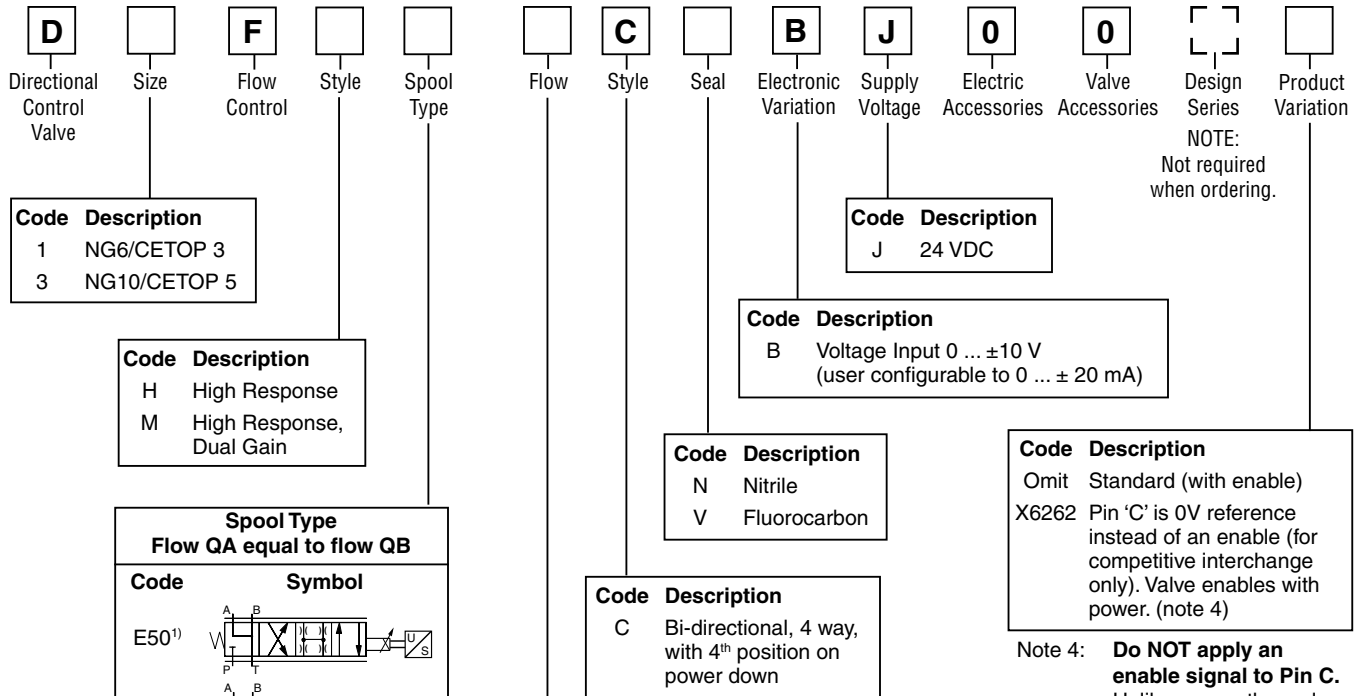 D F C B J 0 0
Directional Control Valve
Size
Flow Control
Style
Spool Type
Flow
Style
Seal
Electronic Variation
Supply Voltage
Electric Accessories
Valve Accessories
Design Series
NOTE:
Not required
when ordering.
Product Variation
Code Description
1 NG6/CETOP 3
3 NG10/CETOP 5
Code Description
J 24 VDC
Code Description
B Voltage Input 0 ... ±10 V
(user configurable to 0 ... ± 20 mA)
Code Description
H High Response
M High Response,
Dual Gain
Code Description
N Nitrile
V Fluorocarbon
Code Description
Omit Standard (with enable)
X6262 Pin ‘C’ is 0V reference
instead of an enable (for
competitive interchange
only). Valve enables with
power. (note 4)
Spool Type
Flow QA equal to flow QB
Code Symbol
E50¹⁾
A B
P T
U
S
A B
Code Description
C Bi-directional, 4 way,
with 4th position on
power down
Note 4: Do NOT apply an
enable signal to Pin C.